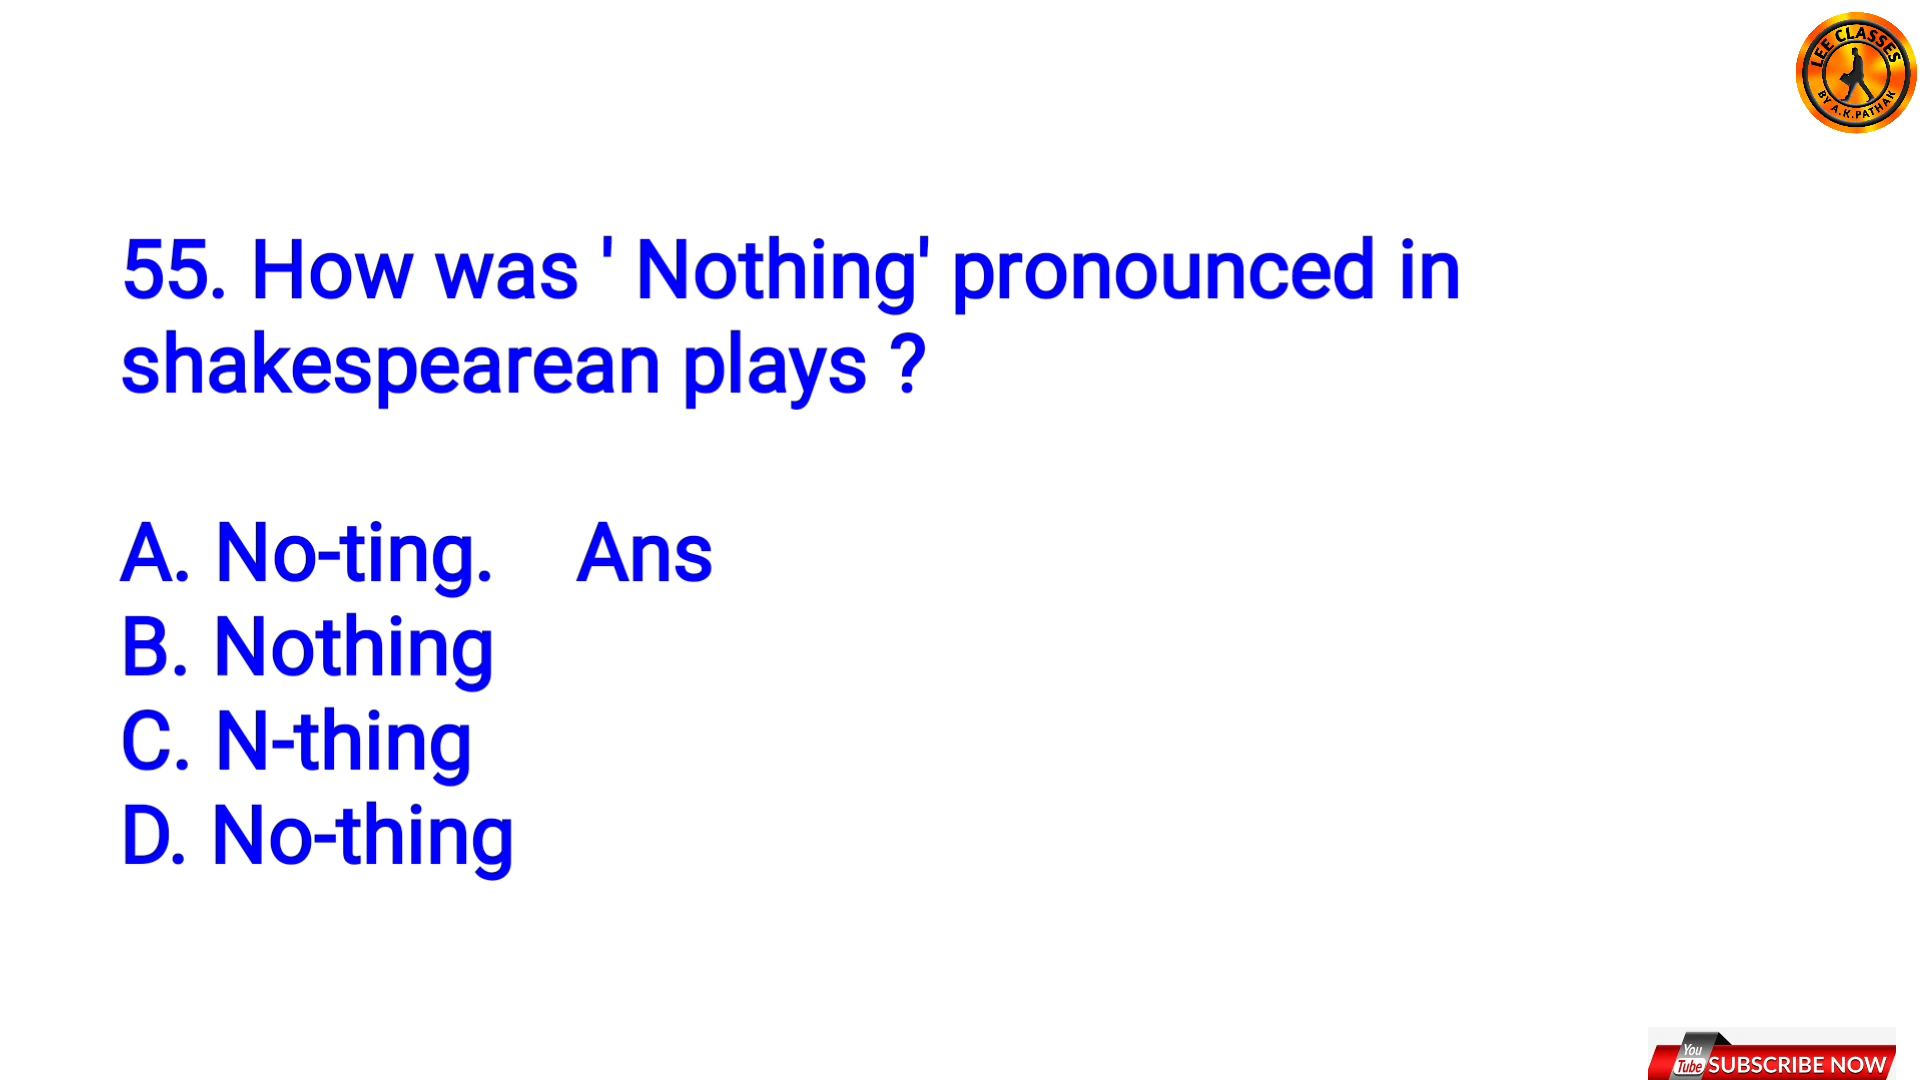 LEE CLASSES
BY A.K.PATHAK
55. How was ' Nothing' pronounced in
shakespearean plays ?
A. No-ting. Ans
B. Nothing
C. N-thing
D. No-thing
You
Tube SUBSCRIBE NOW